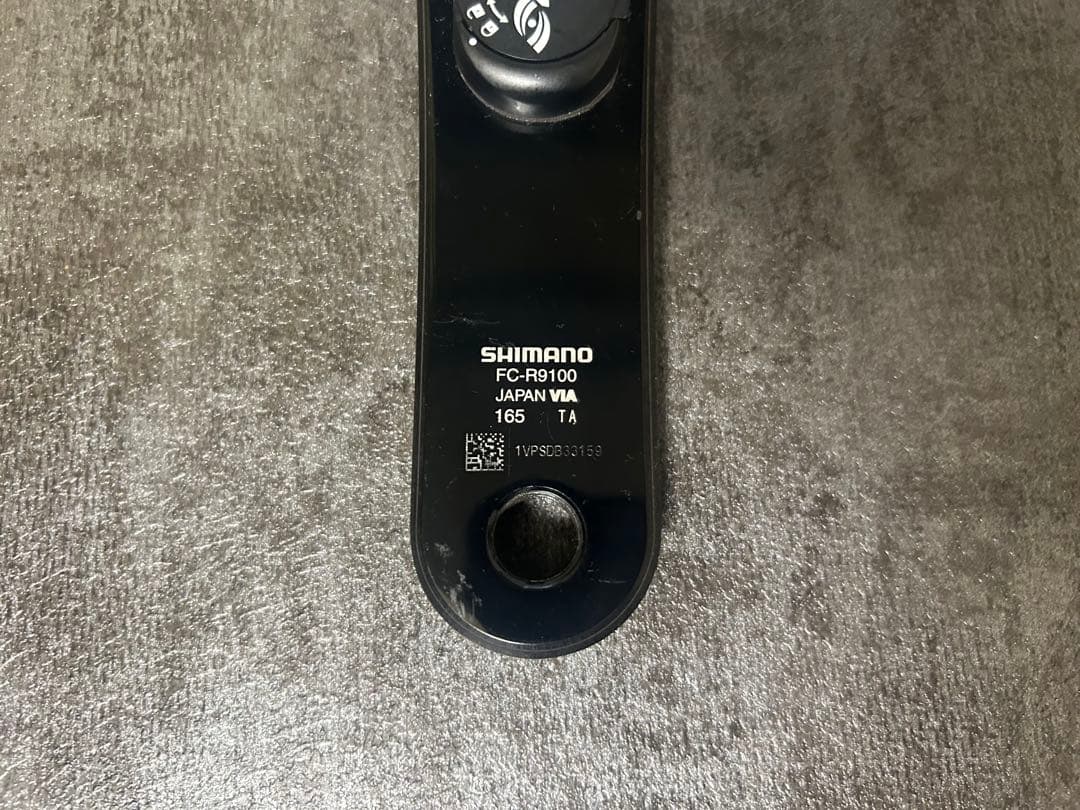 SHIMANO
FC-R9100
JAPAN VIA
165 TA
1VPSDB33159